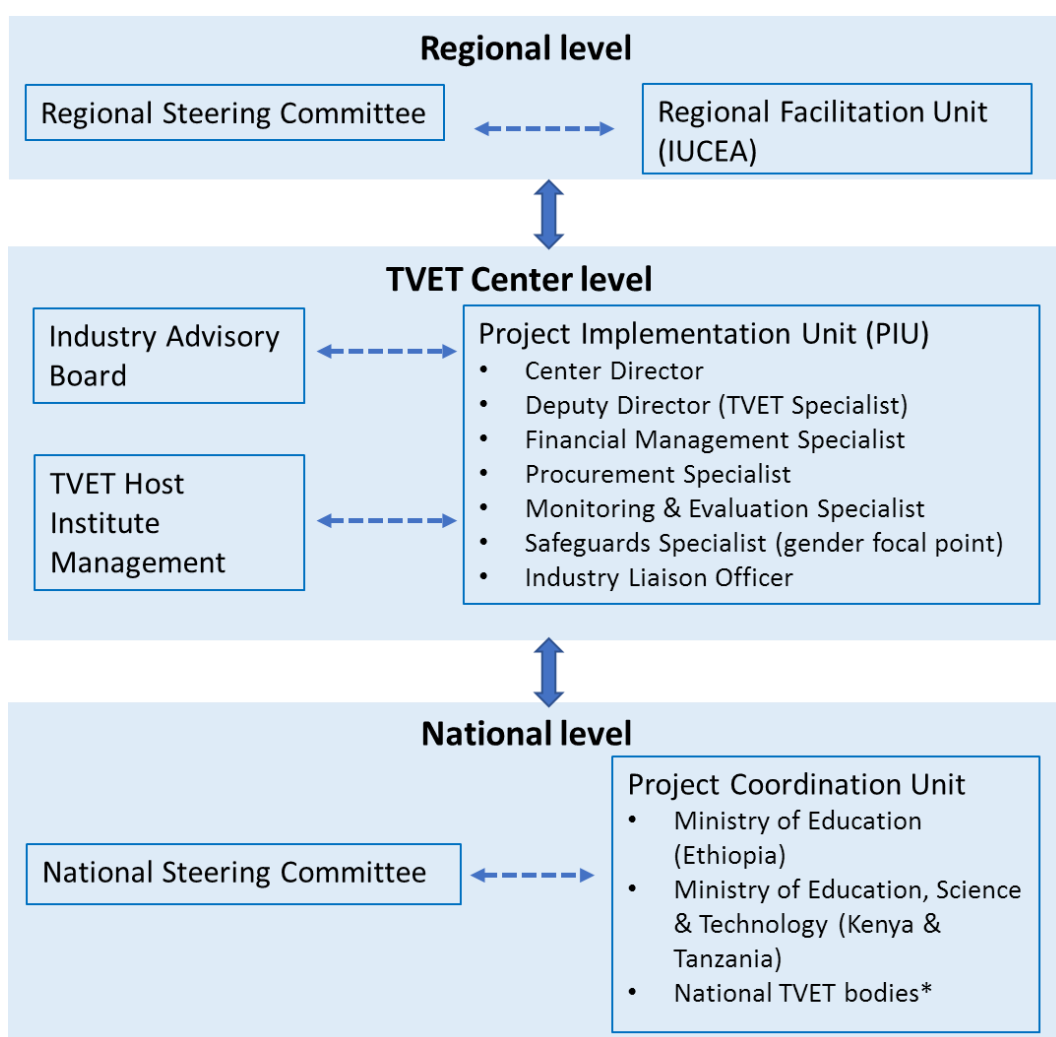 Regional level
Regional Steering Committee
Regional Facilitation Unit
(IUCEA)
TVET Center level
Industry Advisory
Board
TVET Host
Institute
Management
Project Implementation Unit (PIU)
• Center Director
• Deputy Director (TVET Specialist)
• Financial Management Specialist
• Procurement Specialist
• Monitoring & Evaluation Specialist
• Safeguards Specialist (gender focal point)
• Industry Liaison Officer
National level
National Steering Committee
Project Coordination Unit
• Ministry of Education
(Ethiopia)
• Ministry of Education, Science
& Technology (Kenya &
Tanzania)
• National TVET bodies*